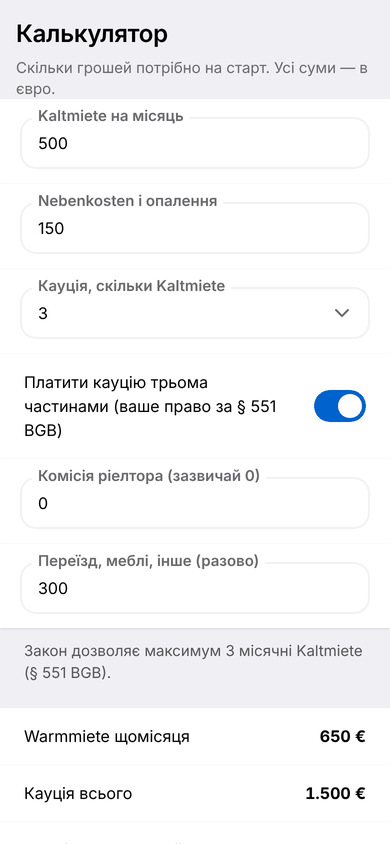 Калькулятор
Скільки грошей потрібно на старт. Усі суми — в
євро.
Kaltmiete на місяць
500
Nebenkosten і опалення
150
Кауція, скільки Kaltmiete
3
Платити кауцію трьома
частинами (ваше право за § 551
BGB)
Комісія ріелтора (зазвичай 0)
0
Переїзд, меблі, інше (разово)
300
Закон дозволяє максимум 3 місячні Kaltmiete
(§ 551 BGB).
Warmmiete щомісяця 650 €
Кауція всього 1.500 €